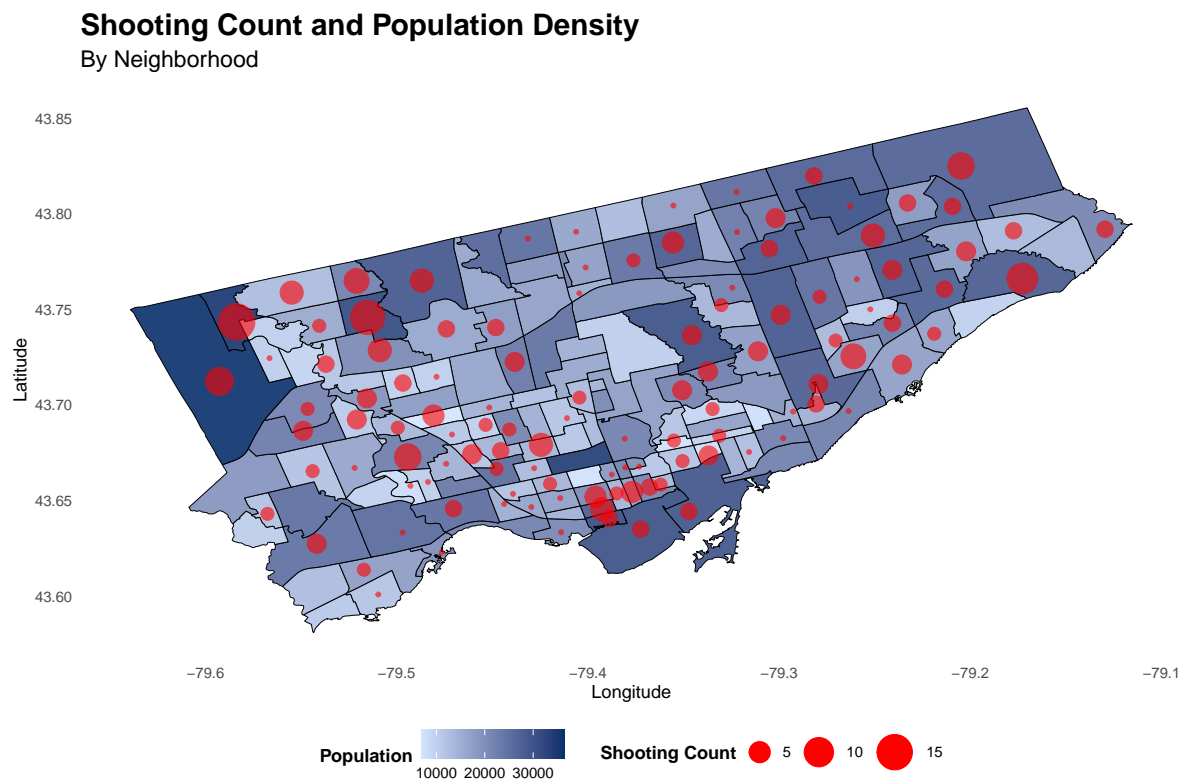 Shooting Count and Population Density
By Neighborhood
43.85
43.80
43.75
43.70
43.65
43.60
Latitude
−79.6 −79.5 −79.4 −79.3 −79.2 −79.1
Longitude
Population 10000 20000 30000 Shooting Count 5 10 15